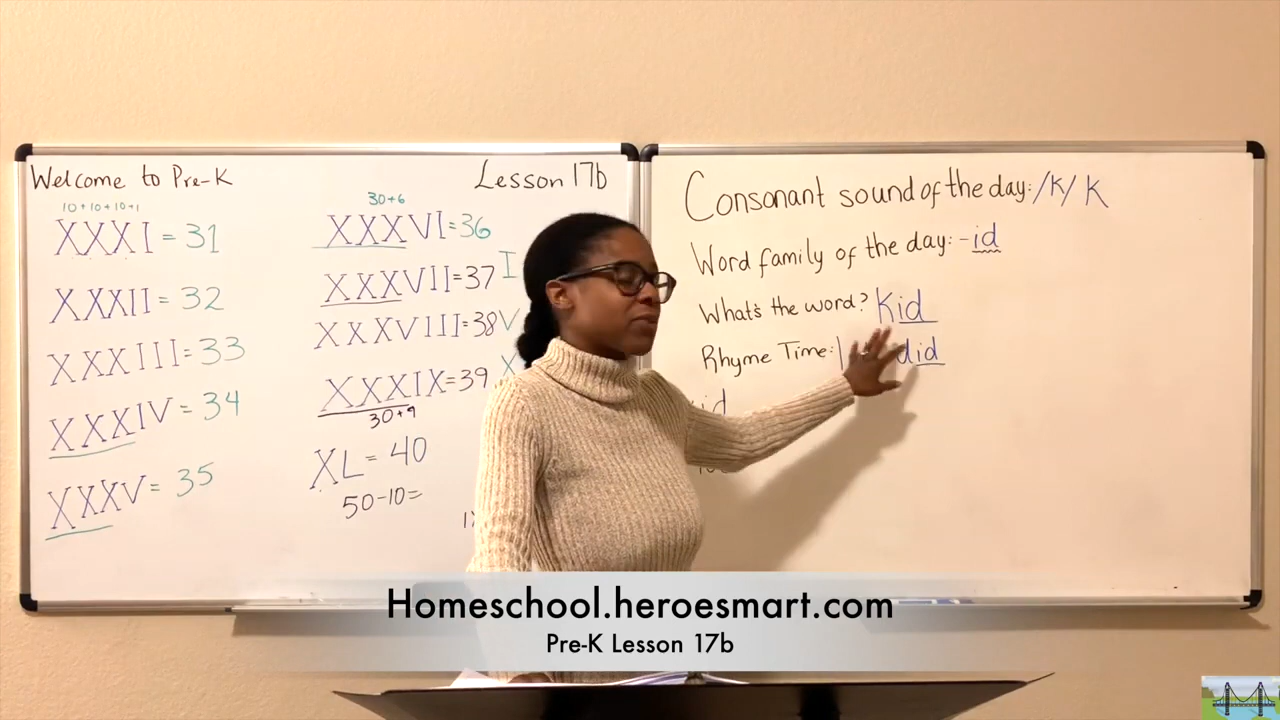 Welcome to Pre-K
Lesson 17b
10+10+10+1
XXXI = 31
XXXII = 32
XXXIII = 33
XXXIV = 34
XXXV = 35
30+6
XXXVI=36
XXXVII=37
XXXVIII=38
XXXIX=39
30+9
XL = 40
50-10=
I
V
Consonant sound of the day: /K/ K
Word family of the day: -id
What's the word? Kid
Rhyme Time: did
Homeschool.heroesmart.com
Pre-K Lesson 17b